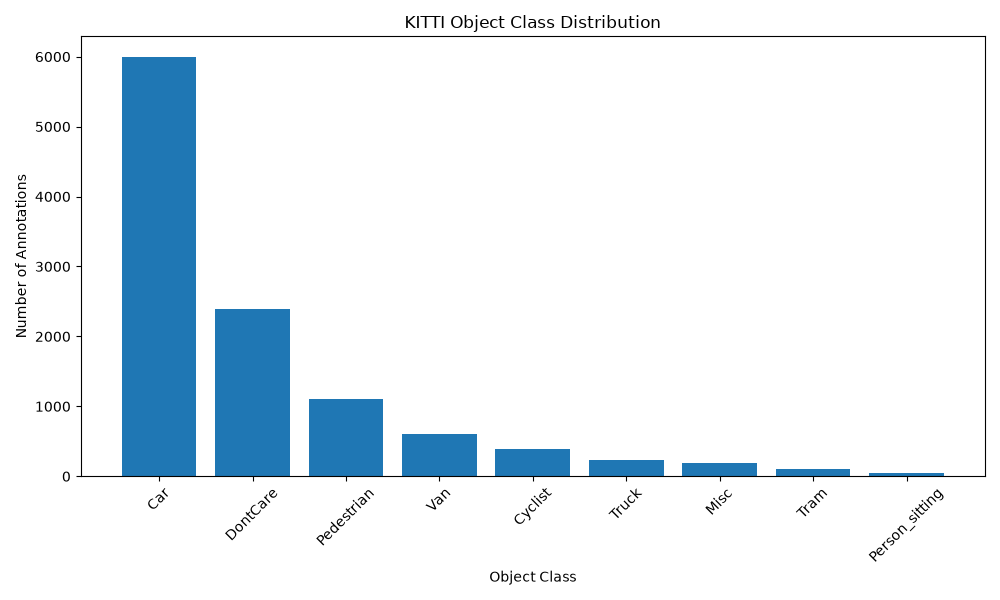 KITTI Object Class Distribution
Number of Annotations
6000
5000
4000
3000
2000
1000
0
Car
DontCare
Pedestrian
Van
Cyclist
Truck
Misc
Tram
Person_sitting
Object Class